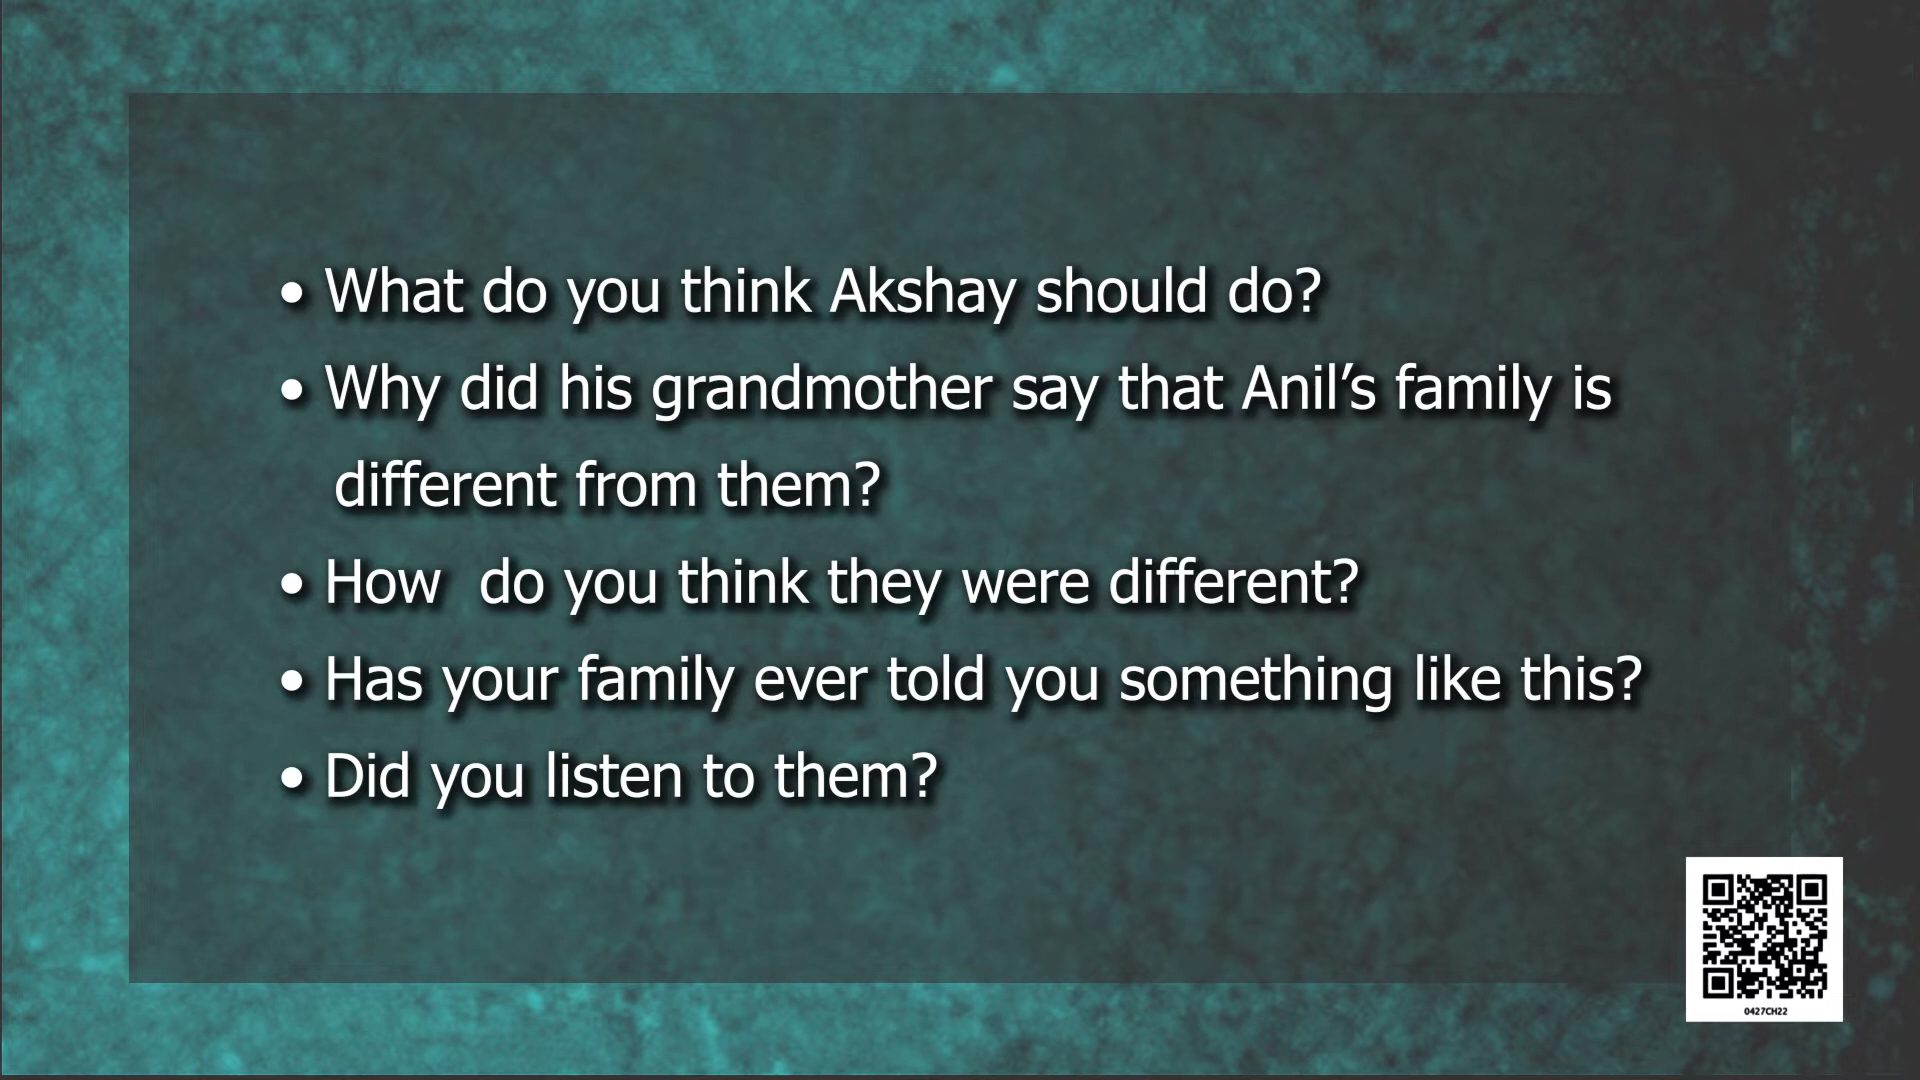 • What do you think Akshay should do?
• Why did his grandmother say that Anil’s family is
different from them?
• How  do you think they were different?
• Has your family ever told you something like this?
• Did you listen to them?
0427CH22